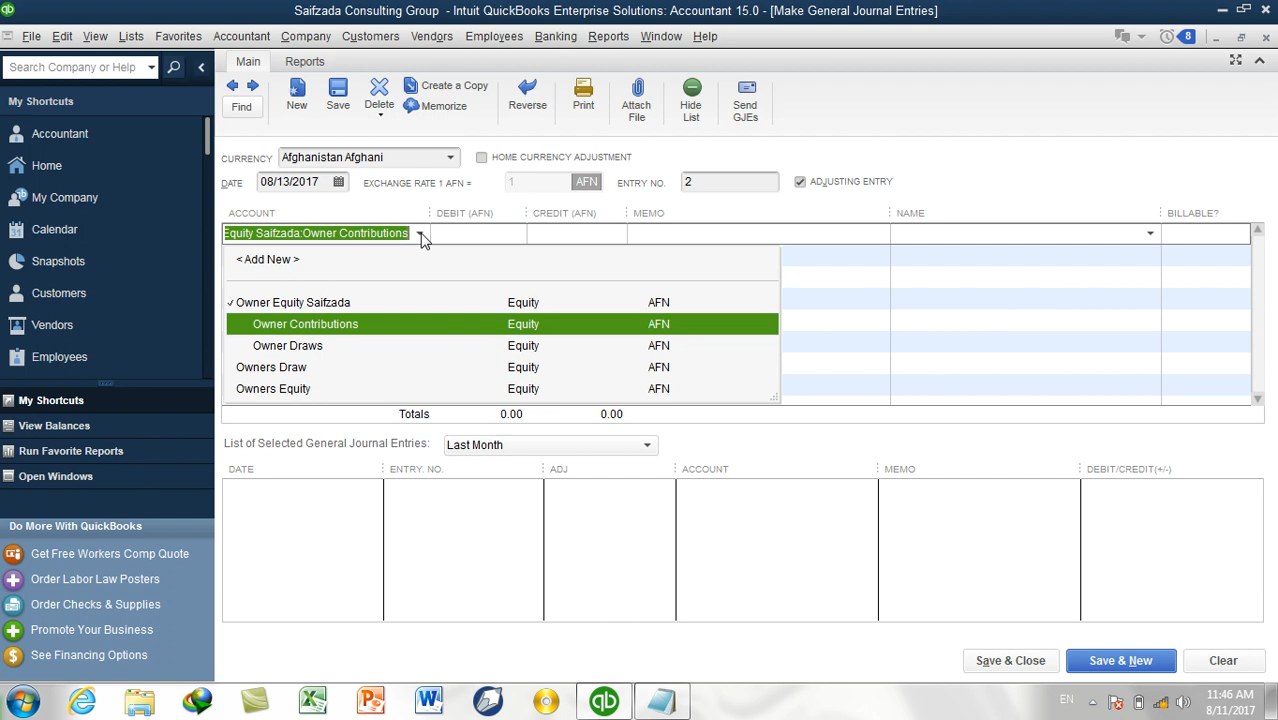 Saifzada Consulting Group - Intuit QuickBooks Enterprise Solutions: Accountant 15.0 - [Make General Journal Entries]
File Edit View Lists Favorites Accountant Company Customers Vendors Employees Banking Reports Window Help 8
Search Company or Help
Main Reports
Find New Save Delete Create a Copy Memorize Reverse Print Attach File Hide List Send GJEs
My Shortcuts
Accountant
Home
My Company
Calendar
Snapshots
Customers
Vendors
Employees
My Shortcuts
View Balances
Run Favorite Reports
Open Windows
Do More With QuickBooks
Get Free Workers Comp Quote
Order Labor Law Posters
Order Checks & Supplies
Promote Your Business
See Financing Options
CURRENCY Afghanistan Afghani HOME CURRENCY ADJUSTMENT
DATE 08/13/2017 EXCHANGE RATE 1 AFN = 1 AFN ENTRY NO. 2 ADJUSTING ENTRY
ACCOUNT DEBIT (AFN) CREDIT (AFN) MEMO NAME BILLABLE?
Equity Saifzada:Owner Contributions
< Add New >
Owner Equity Saifzada Equity AFN
Owner Contributions Equity AFN
Owner Draws Equity AFN
Owners Draw Equity AFN
Owners Equity Equity AFN
Totals 0.00 0.00
List of Selected General Journal Entries: Last Month
DATE ENTRY. NO. ADJ ACCOUNT MEMO DEBIT/CREDIT(+/-)
Save & Close Save & New Clear
EN 11:46 AM
8/11/2017